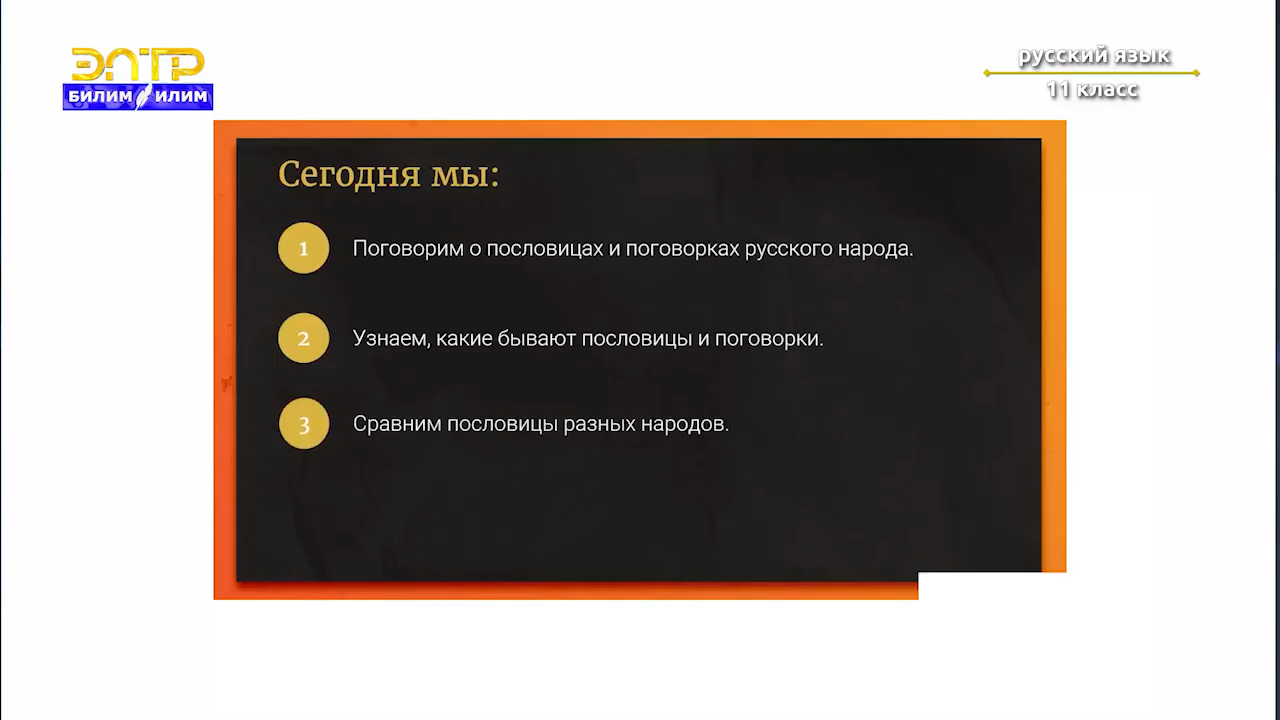 ЭЛТР
БИЛИМ ИЛИМ
русский язык
11 класс
Сегодня мы:
1 Поговорим о пословицах и поговорках русского народа.
2 Узнаем, какие бывают пословицы и поговорки.
3 Сравним пословицы разных народов.